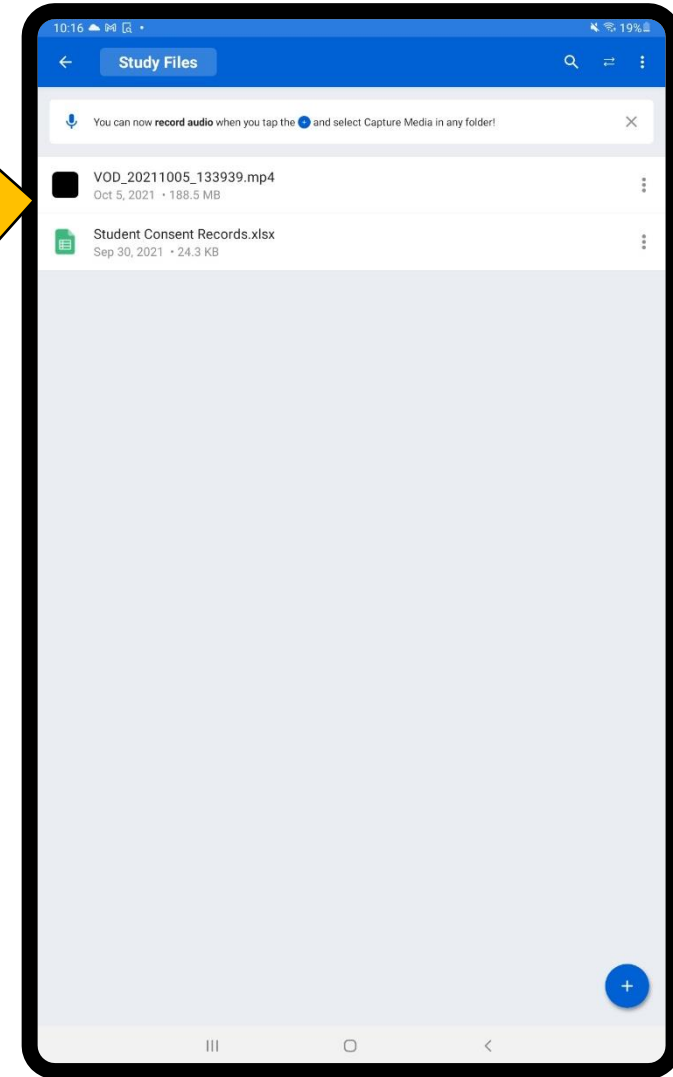 10:16 19%
Study Files
You can now record audio when you tap the + and select Capture Media in any folder!
VOD_20211005_133939.mp4
Oct 5, 2021 • 188.5 MB
Student Consent Records.xlsx
Sep 30, 2021 • 24.3 KB